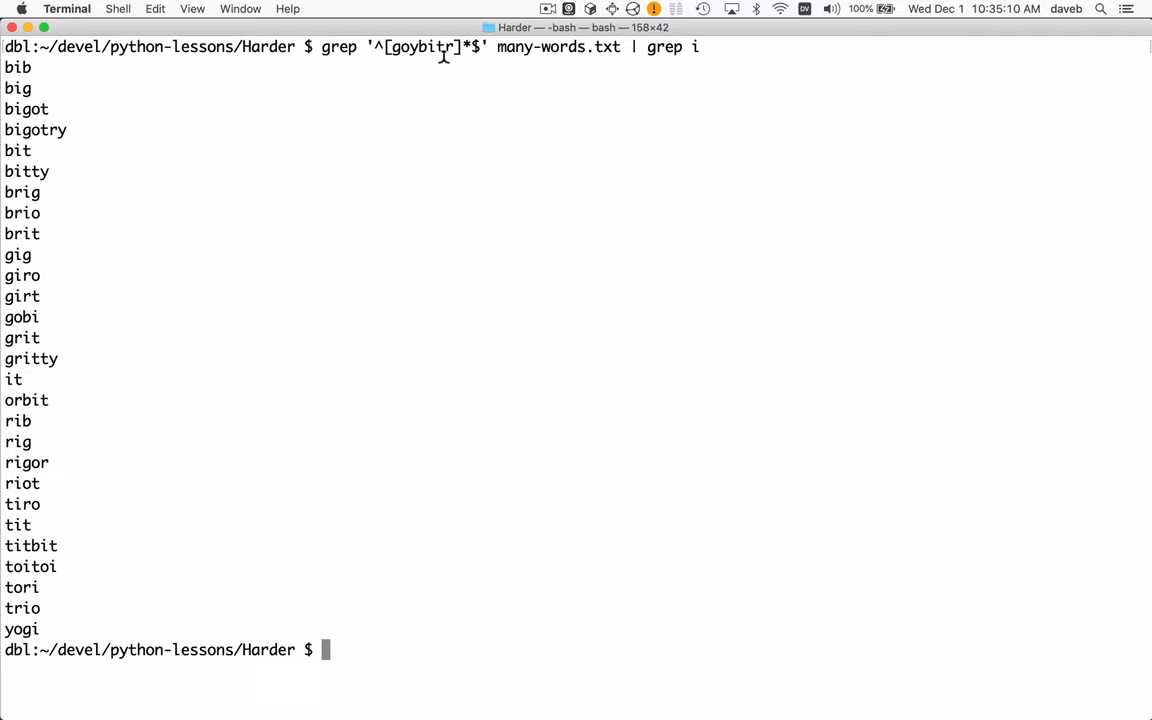 Terminal Shell Edit View Window Help DV 100% Wed Dec 1 10:35:10 AM daveb
Harder — -bash — bash — 158×42
dbl:~/devel/python-lessons/Harder $ grep '^[goybitr]*$' many-words.txt | grep i
bib
big
bigot
bigotry
bit
bitty
brig
brio
brit
gig
giro
girt
gobi
grit
gritty
it
orbit
rib
rig
rigor
riot
tiro
tit
titbit
toitoi
tori
trio
yogi
dbl:~/devel/python-lessons/Harder $